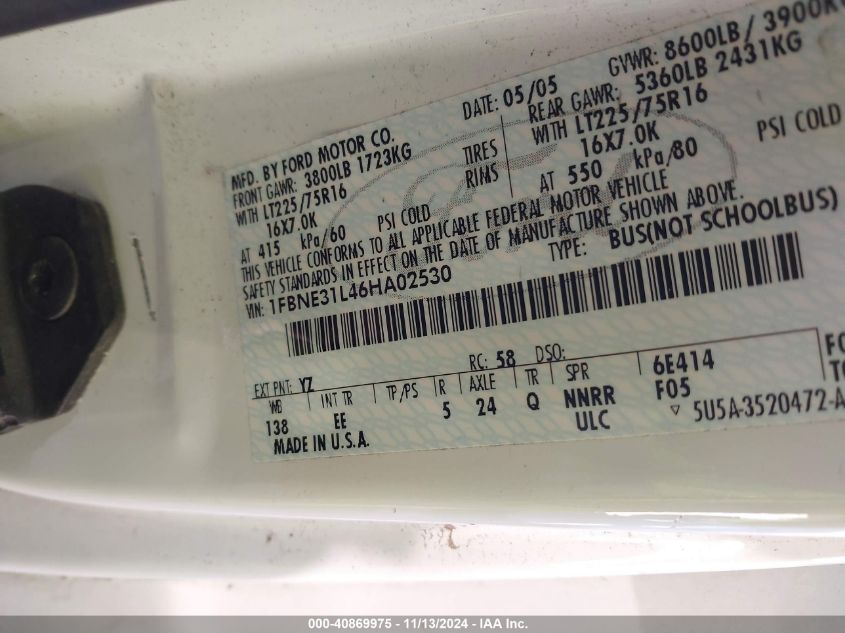 MFD. BY FORD MOTOR CO.
DATE: 05/05
GVWR: 8600LB / 3900K
FRONT GAWR: 3800LB 1723KG
REAR GAWR: 5360LB 2431KG
WITH LT225/75R16
TIRES
WITH LT225/75R16
16X7.0K
RIMS
16X7.0K
AT 415 kPa/60 PSI COLD
AT 550 kPa/80 PSI COLD
THIS VEHICLE CONFORMS TO ALL APPLICABLE FEDERAL MOTOR VEHICLE
SAFETY STANDARDS IN EFFECT ON THE DATE OF MANUFACTURE SHOWN ABOVE.
VIN: 1FBNE31L46HA02530
TYPE: BUS(NOT SCHOOLBUS)
EXT PNT: YZ
RC: 58 DSO:
WB INT TR TP/PS R AXLE TR SPR
6E414
138 EE 5 24 Q NNRR
F05
ULC
▽ 5U5A-3520472-A
MADE IN U.S.A.
000-40869975 - 11/13/2024 - IAA Inc.